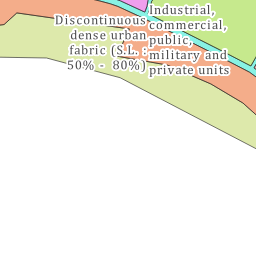 Discontinuous
dense urban
fabric (S.L. :
50% - 80%)
Industrial,
commercial,
public,
military and
private units